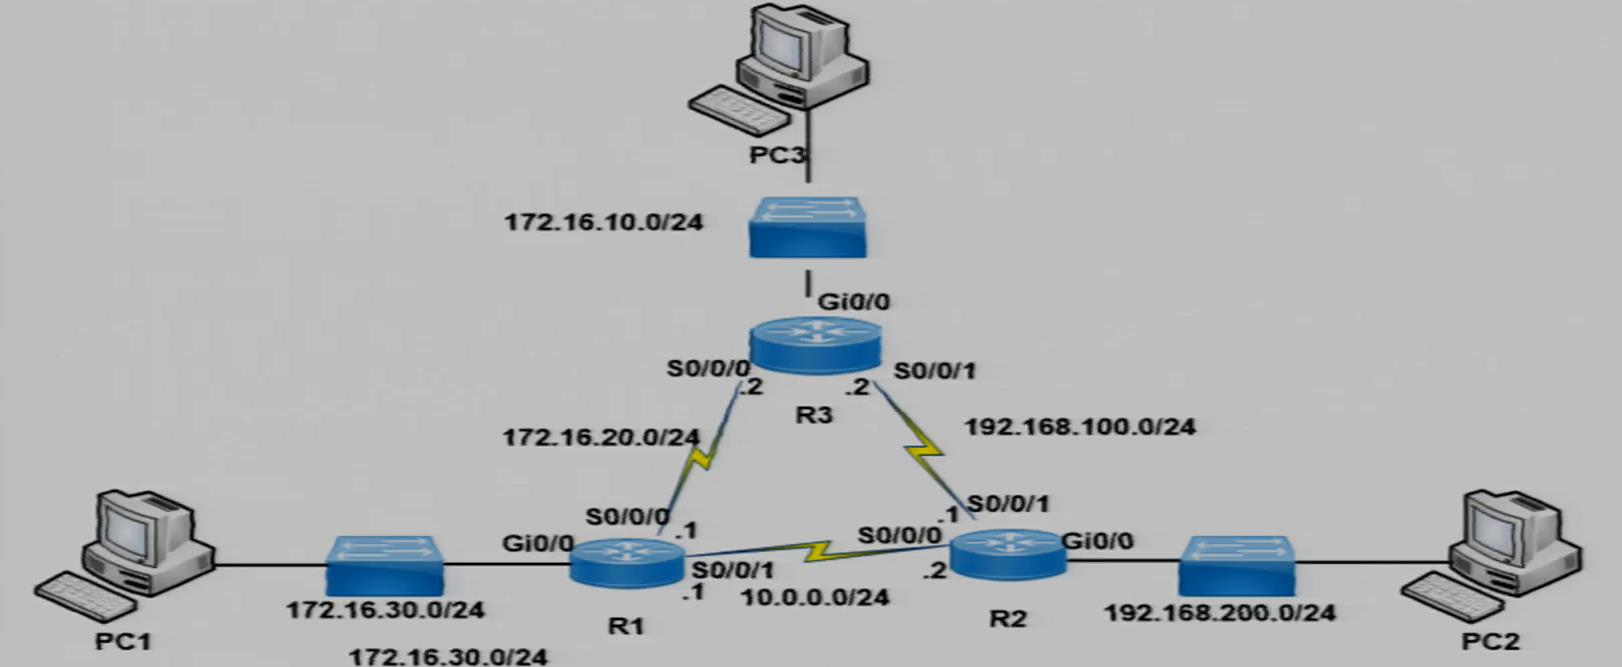 PC3
172.16.10.0/24
Gi0/0
S0/0/0
.2
.2
S0/0/1
R3
172.16.20.0/24
192.168.100.0/24
S0/0/0
.1
.1
S0/0/1
Gi0/0
S0/0/0
Gi0/0
S0/0/1
.1
.2
10.0.0.0/24
172.16.30.0/24
192.168.200.0/24
R1
R2
PC1
PC2
172.16.30.0/24